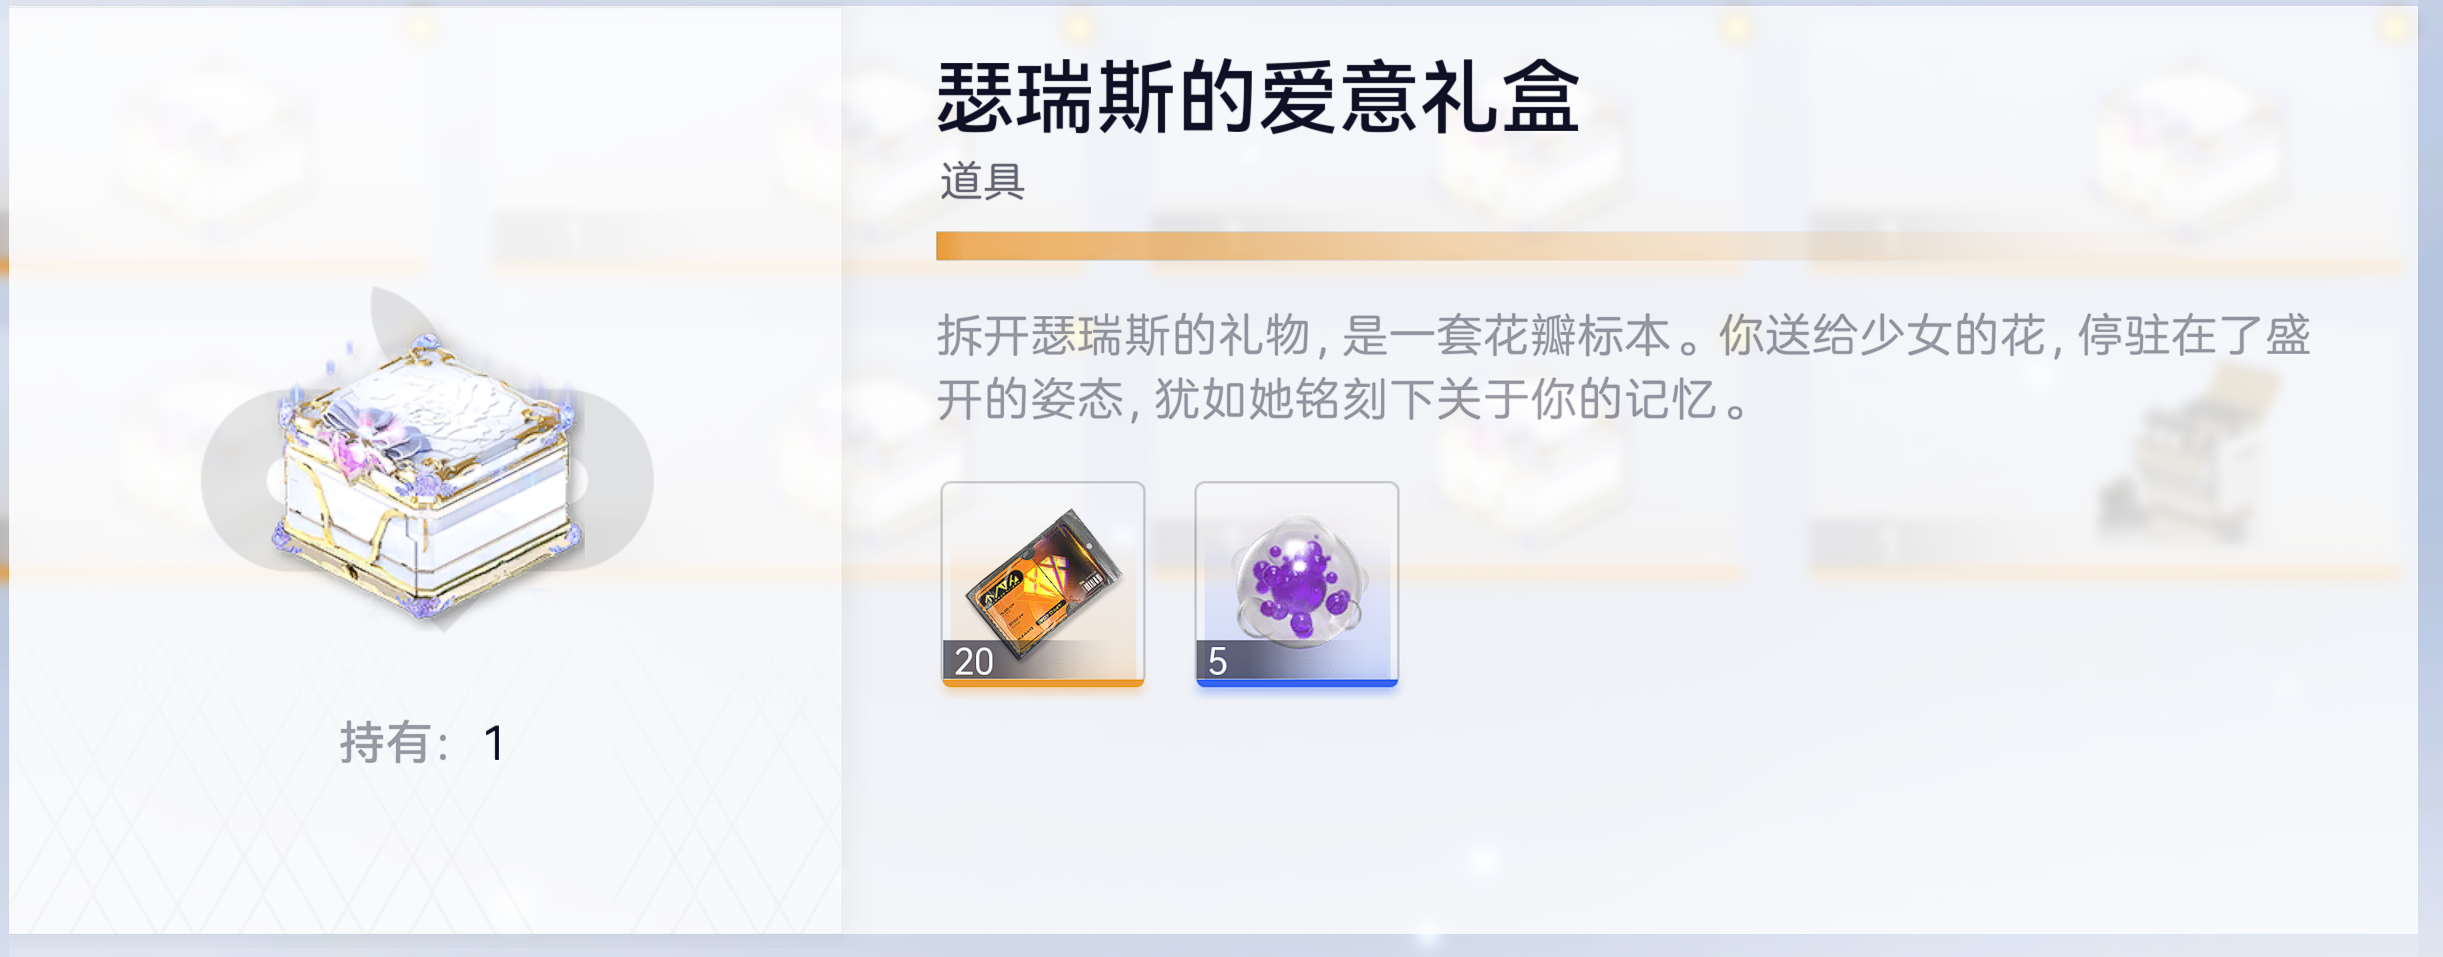 瑟瑞斯的爱意礼盒
道具
拆开瑟瑞斯的礼物，是一套花瓣标本。你送给少女的花，停驻在了盛
开的姿态，犹如她铭刻下关于你的记忆。
20
5
持有：1